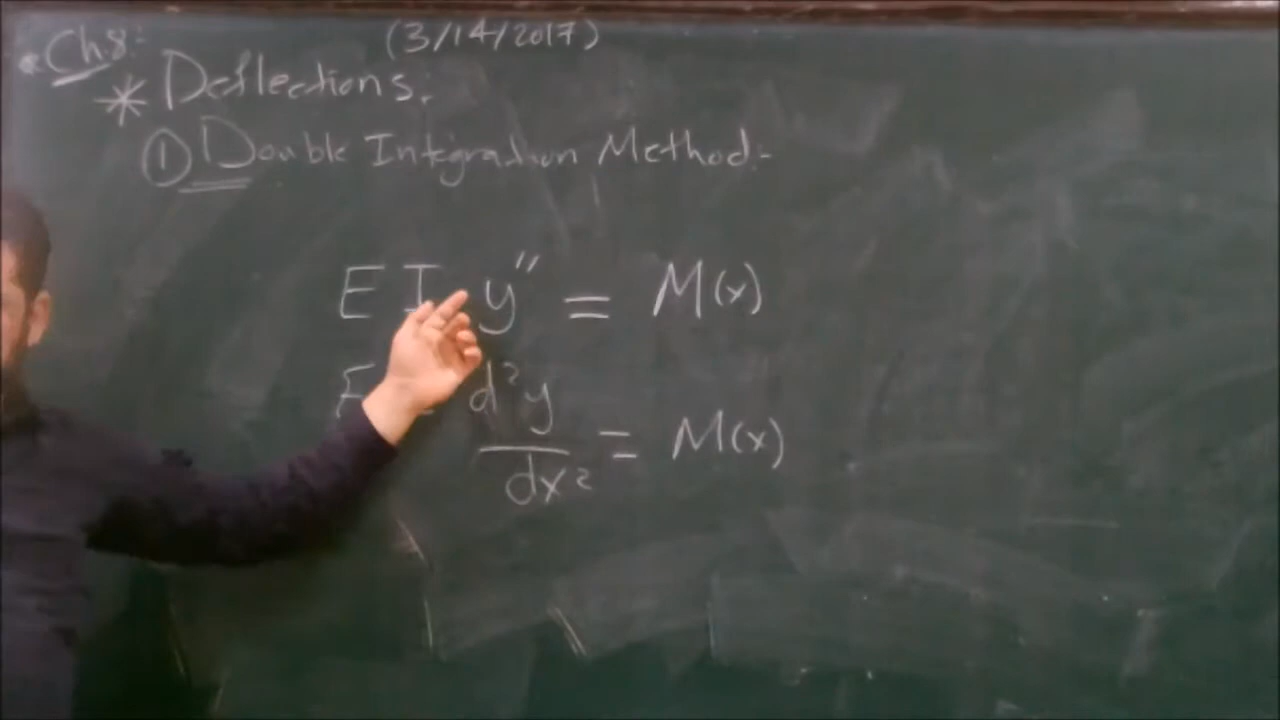 Ch8:
(3/14/2017)
* Deflections:
① Double Integration Method:-
E I y" = M(x)
E d²y/dx² = M(x)